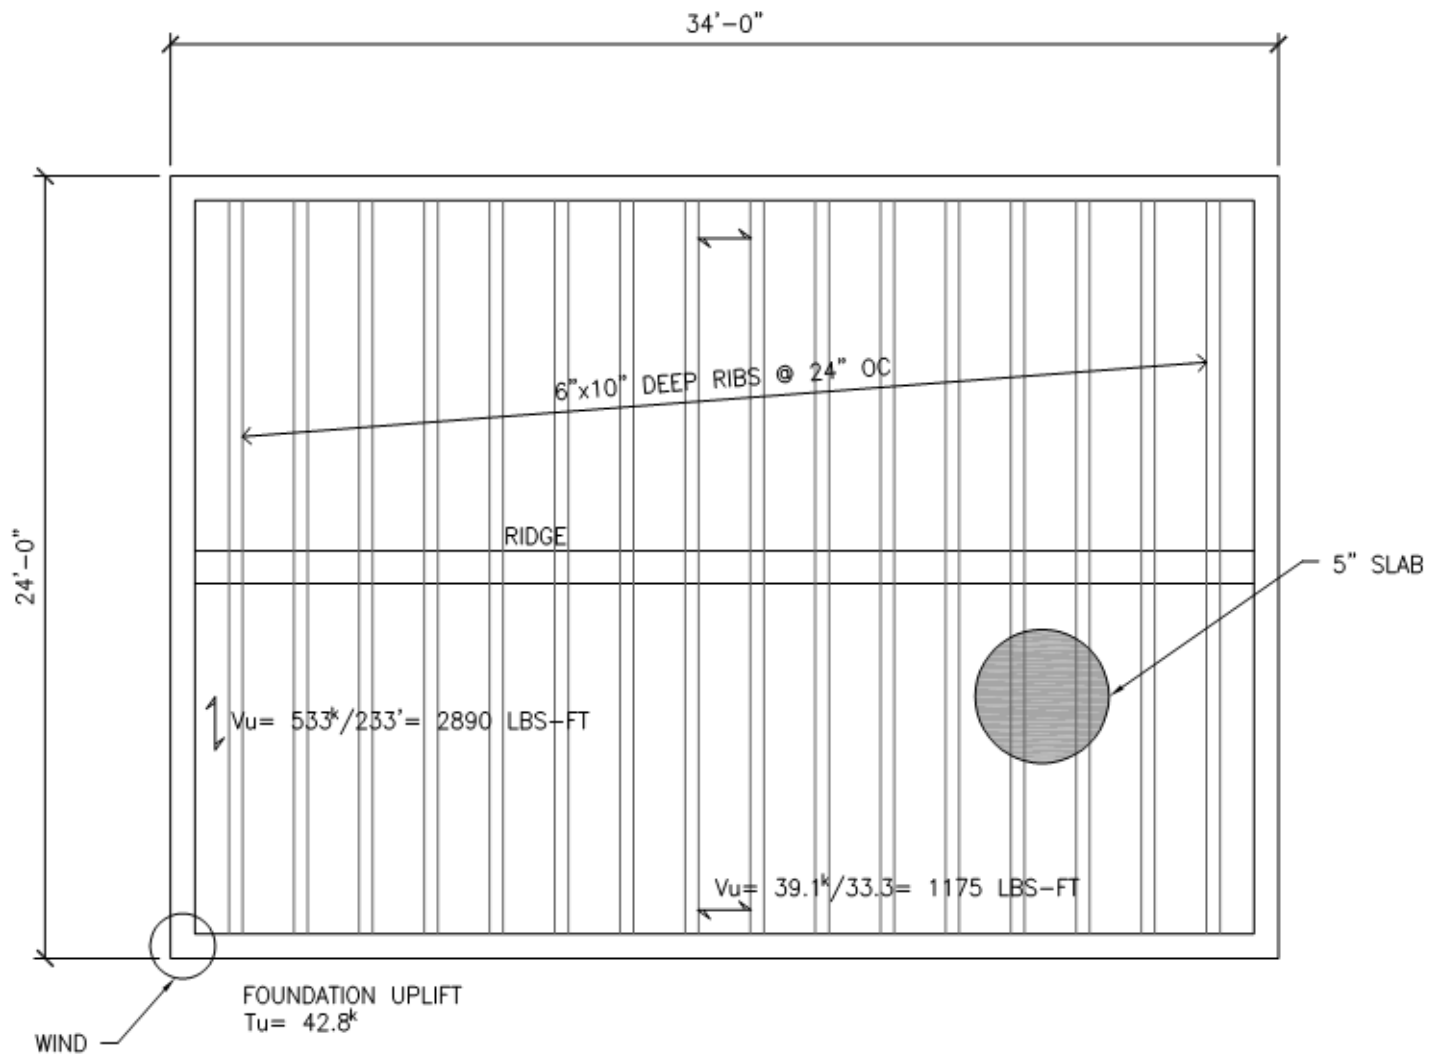 34'-0"
6"x10" DEEP RIBS @ 24" OC
RIDGE
24'-0"
5" SLAB
Vu= 533ᵏ/233'= 2890 LBS-FT
Vu= 39.1ᵏ/33.3= 1175 LBS-FT
FOUNDATION UPLIFT
Tu= 42.8ᵏ
WIND